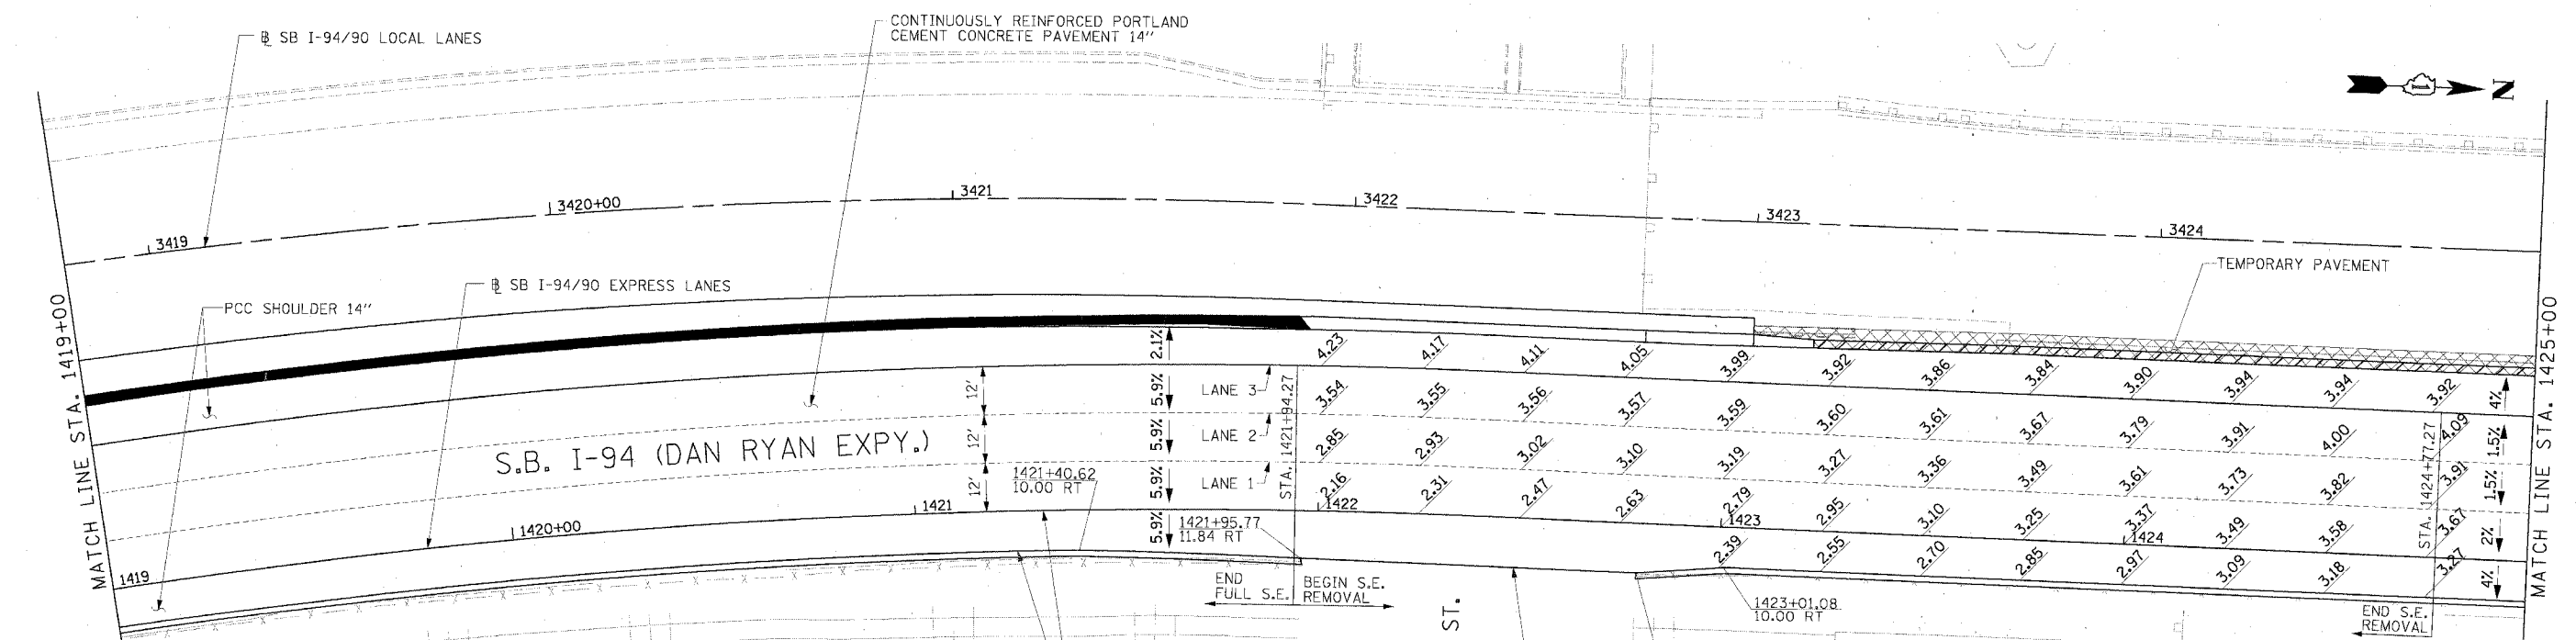 ℄ SB I-94/90 LOCAL LANES
CONTINUOUSLY REINFORCED PORTLAND
CEMENT CONCRETE PAVEMENT 14"
N
3419
3420+00
3421
3422
3423
3424
TEMPORARY PAVEMENT
PCC SHOULDER 14"
℄ SB I-94/90 EXPRESS LANES
MATCH LINE STA. 1419+00
S.B. I-94 (DAN RYAN EXPY.)
1419
1420+00
1421
1422
1423
1424
12'
12'
12'
2.1%
5.9%
5.9%
5.9%
5.9%
LANE 3
LANE 2
LANE 1
STA. 1421+94.27
1421+40.62
10.00 RT
1421+95.77
11.84 RT
END
FULL S.E.
BEGIN S.E.
REMOVAL
ST.
4.23 4.17 4.11 4.05 3.99 3.92 3.86 3.84 3.90 3.94 3.94 3.92
3.54 3.55 3.56 3.57 3.59 3.60 3.61 3.67 3.79 3.91 4.00 4.09
2.85 2.93 3.02 3.10 3.19 3.27 3.36 3.49 3.61 3.73 3.82 3.91
2.16 2.31 2.47 2.63 2.79 2.95 3.10 3.25 3.37 3.49 3.58 3.67
2.39 2.55 2.70 2.85 2.97 3.09 3.18 3.27
1423+01.08
10.00 RT
STA. 1424+77.27
4%
1.5%
1.5%
2%
4%
END S.E.
REMOVAL
MATCH LINE STA. 1425+00